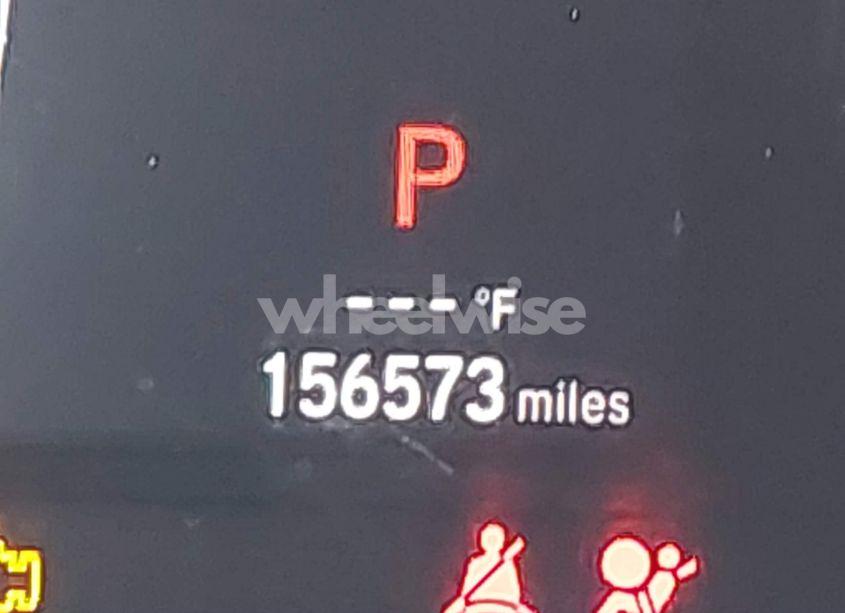 P
---°F
wheelwise
156573 miles